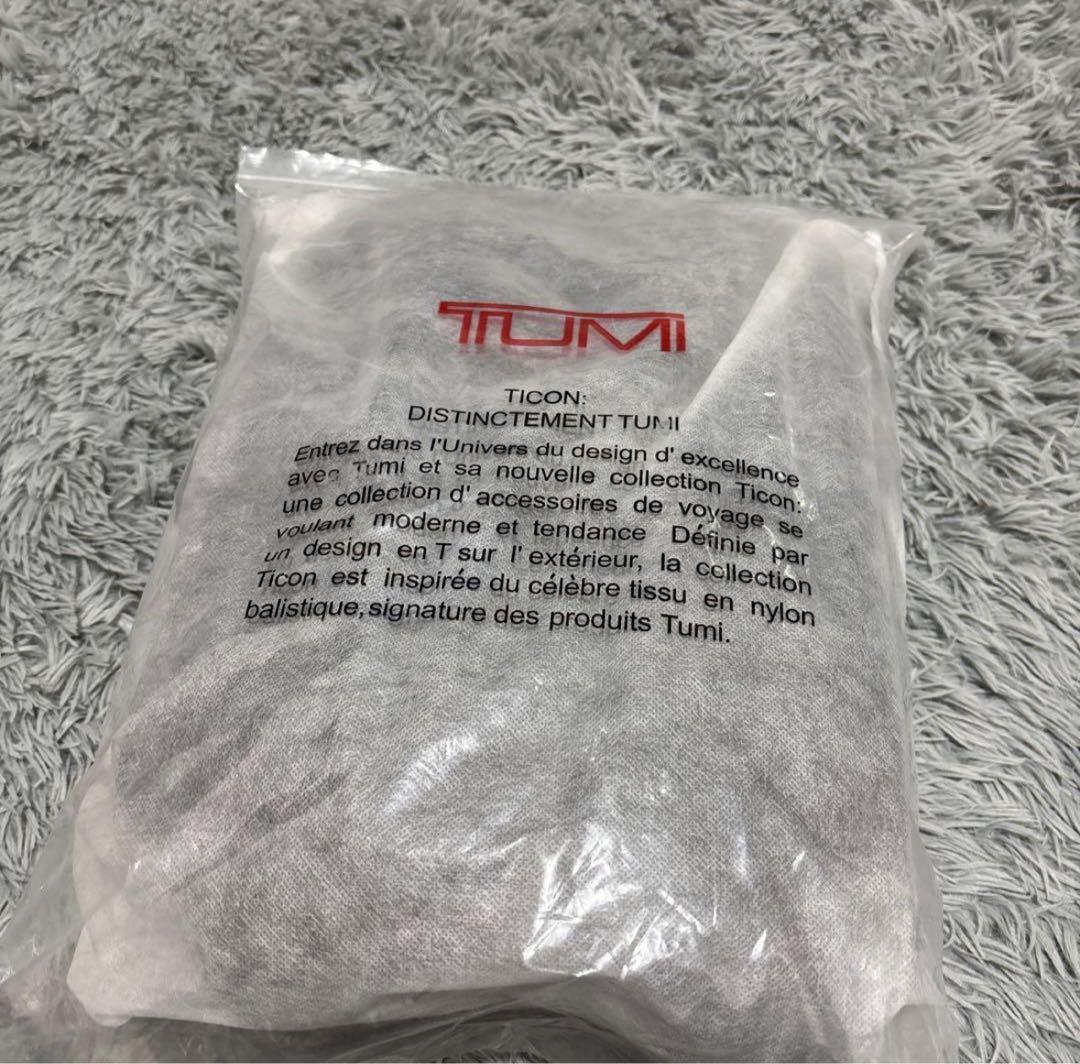 TUMI
TICON:
DISTINCTEMENT TUMI
Entrez dans l'Univers du design d' excellence
avec Tumi et sa nouvelle collection Ticon:
une collection d' accessoires de voyage se
voulant moderne et tendance Définie par
un design en T sur l' extérieur, la collection
Ticon est inspirée du célèbre tissu en nylon
balistique,signature des produits Tumi.